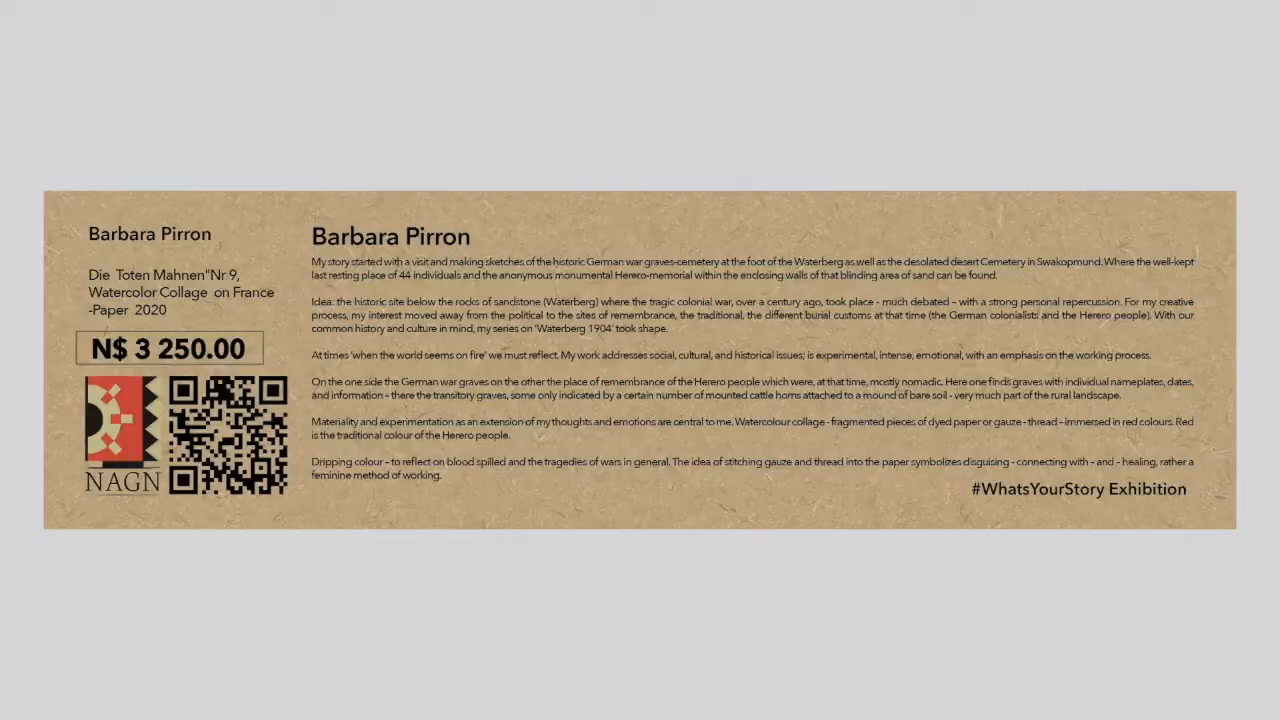 Barbara Pirron
Die Toten Mahnen"Nr 9,
Watercolor Collage on France
-Paper 2020
N$ 3 250.00
NAGN
Barbara Pirron
My story started with a visit and making sketches of the historic German war graves-cemetery at the foot of the Waterberg as well as the desolated desert Cemetery in Swakopmund. Where the well-kept
last resting place of 44 individuals and the anonymous monumental Herero-memorial within the enclosing walls of that blinding area of sand can be found.
Idea: the historic site below the rocks of sandstone (Waterberg) where the tragic colonial war, over a century ago, took place - much debated – with a strong personal repercussion. For my creative
process, my interest moved away from the political to the sites of remembrance, the traditional, the different burial customs at that time (the German colonialists and the Herero people). With our
common history and culture in mind, my series on 'Waterberg 1904' took shape.
At times 'when the world seems on fire' we must reflect. My work addresses social, cultural, and historical issues; is experimental, intense, emotional, with an emphasis on the working process.
On the one side the German war graves on the other the place of remembrance of the Herero people which were, at that time, mostly nomadic. Here one finds graves with individual nameplates, dates,
and information – there the transitory graves, some only indicated by a certain number of mounted cattle horns attached to a mound of bare soil - very much part of the rural landscape.
Materiality and experimentation as an extension of my thoughts and emotions are central to me. Watercolour collage - fragmented pieces of dyed paper or gauze - thread – immersed in red colours. Red
is the traditional colour of the Herero people.
Dripping colour – to reflect on blood spilled and the tragedies of wars in general. The idea of stitching gauze and thread into the paper symbolizes disguising - connecting with – and – healing, rather a
feminine method of working.
#WhatsYourStory Exhibition